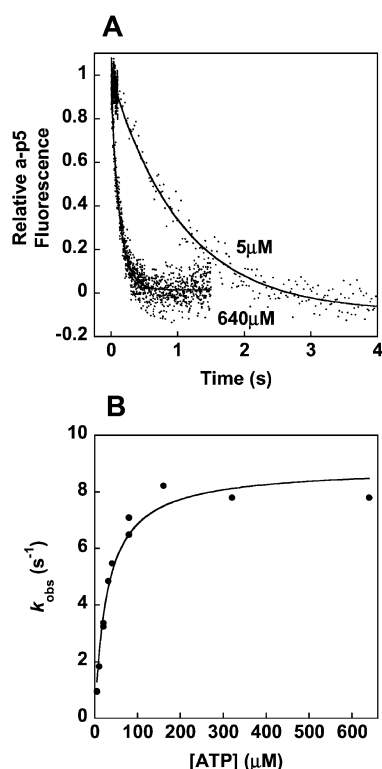 A
Relative a-p5
Fluorescence
1
0.8
0.6
0.4
0.2
0
-0.2
5μM
640μM
0 1 2 3 4
Time (s)
B
k obs (s-1)
10
8
6
4
2
0
0 100 200 300 400 500 600
[ATP] (μM)